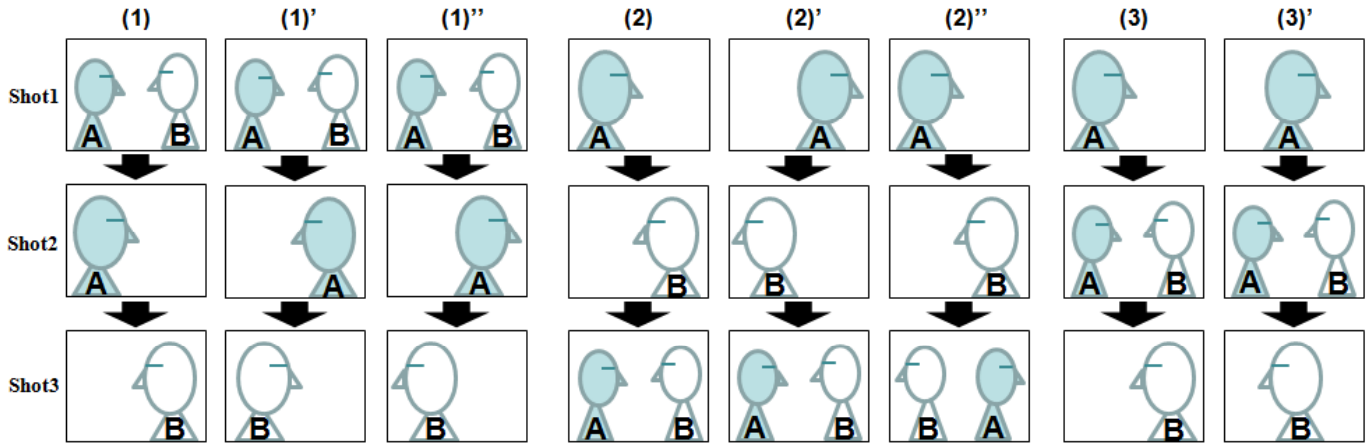 (1) (1)’ (1)’’ (2) (2)’ (2)’’ (3) (3)’
Shot1
A B A B A B A A A A A
Shot2
A A A B B B A B A B
Shot3
B B B A B A B B A B B